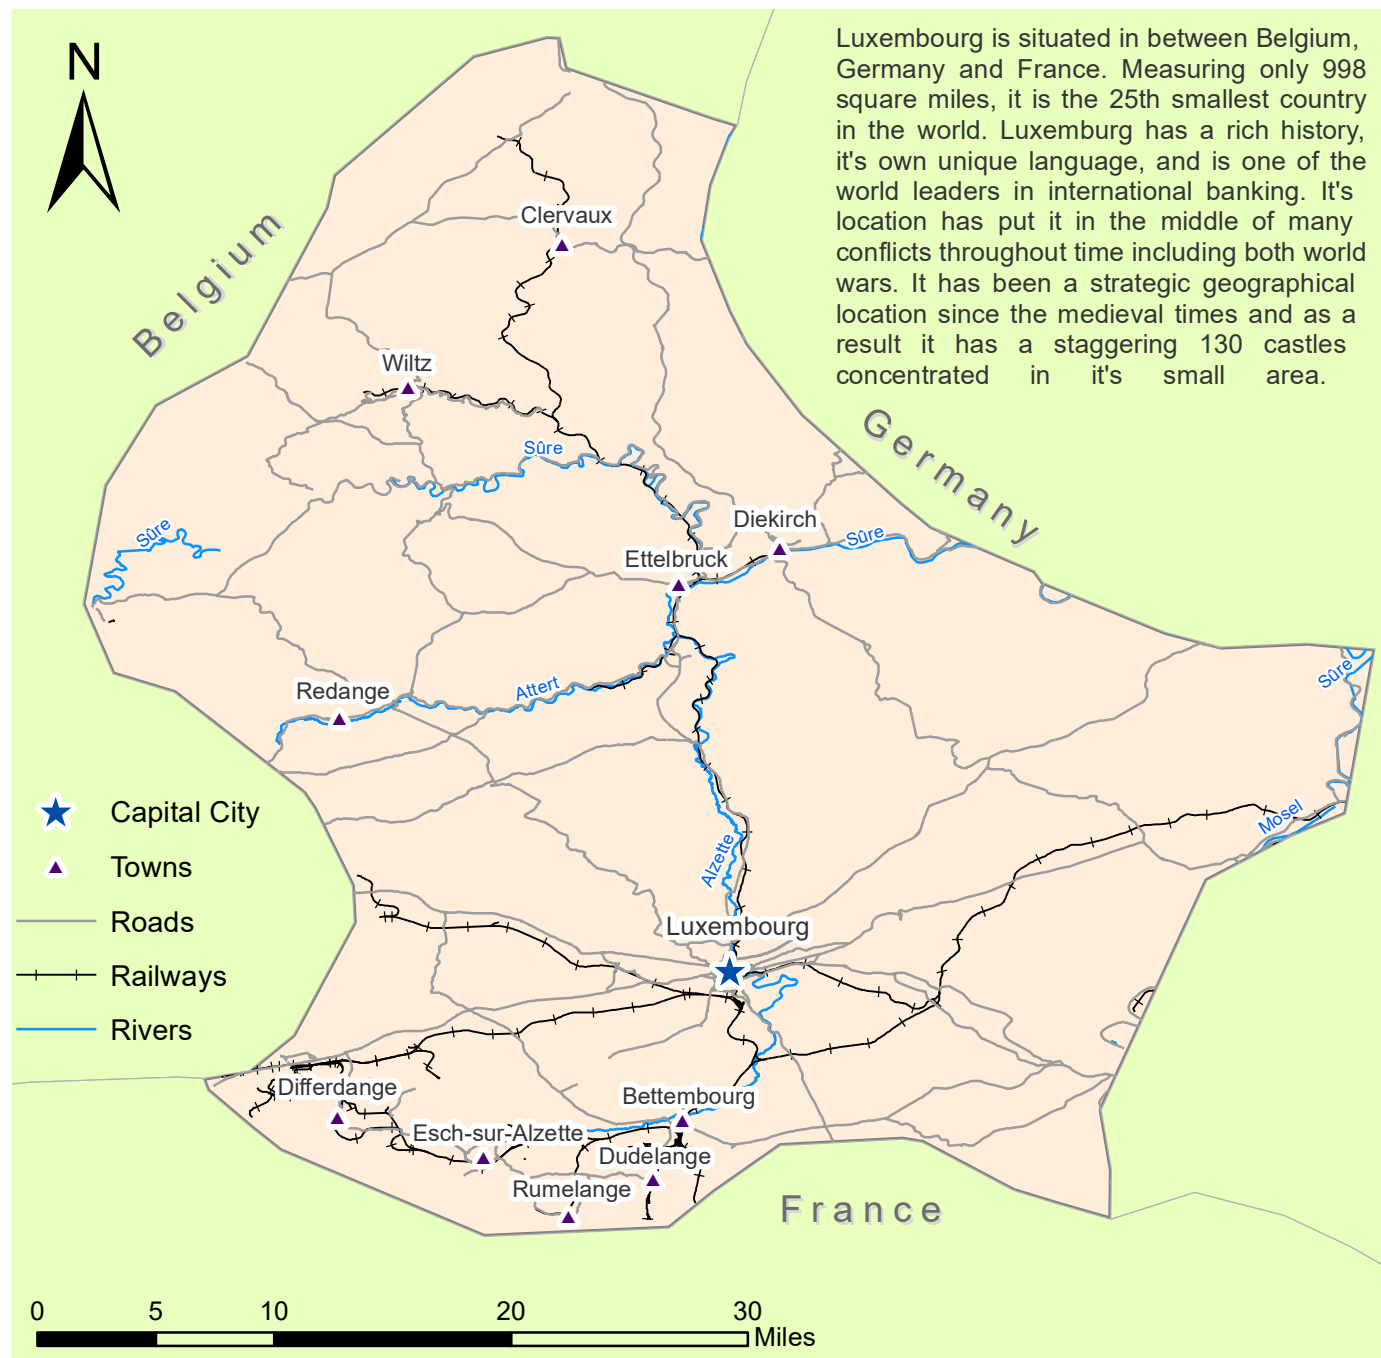 N
Luxembourg is situated in between Belgium,
Germany and France. Measuring only 998
square miles, it is the 25th smallest country
in the world. Luxemburg has a rich history,
it's own unique language, and is one of the
world leaders in international banking. It's
location has put it in the middle of many
conflicts throughout time including both world
wars. It has been a strategic geographical
location since the medieval times and as a
result it has a staggering 130 castles
concentrated in it's small area.
Belgium
Clervaux
Wiltz
Germany
Sûre
Sûre
Diekirch
Sûre
Ettelbruck
Sûre
Redange
Attert
Capital City
Towns
Roads
Railways
Rivers
Mosel
Alzette
Luxembourg
Differdange
Bettembourg
Esch-sur-Alzette
Dudelange
Rumelange
France
0 5 10 20 30
Miles